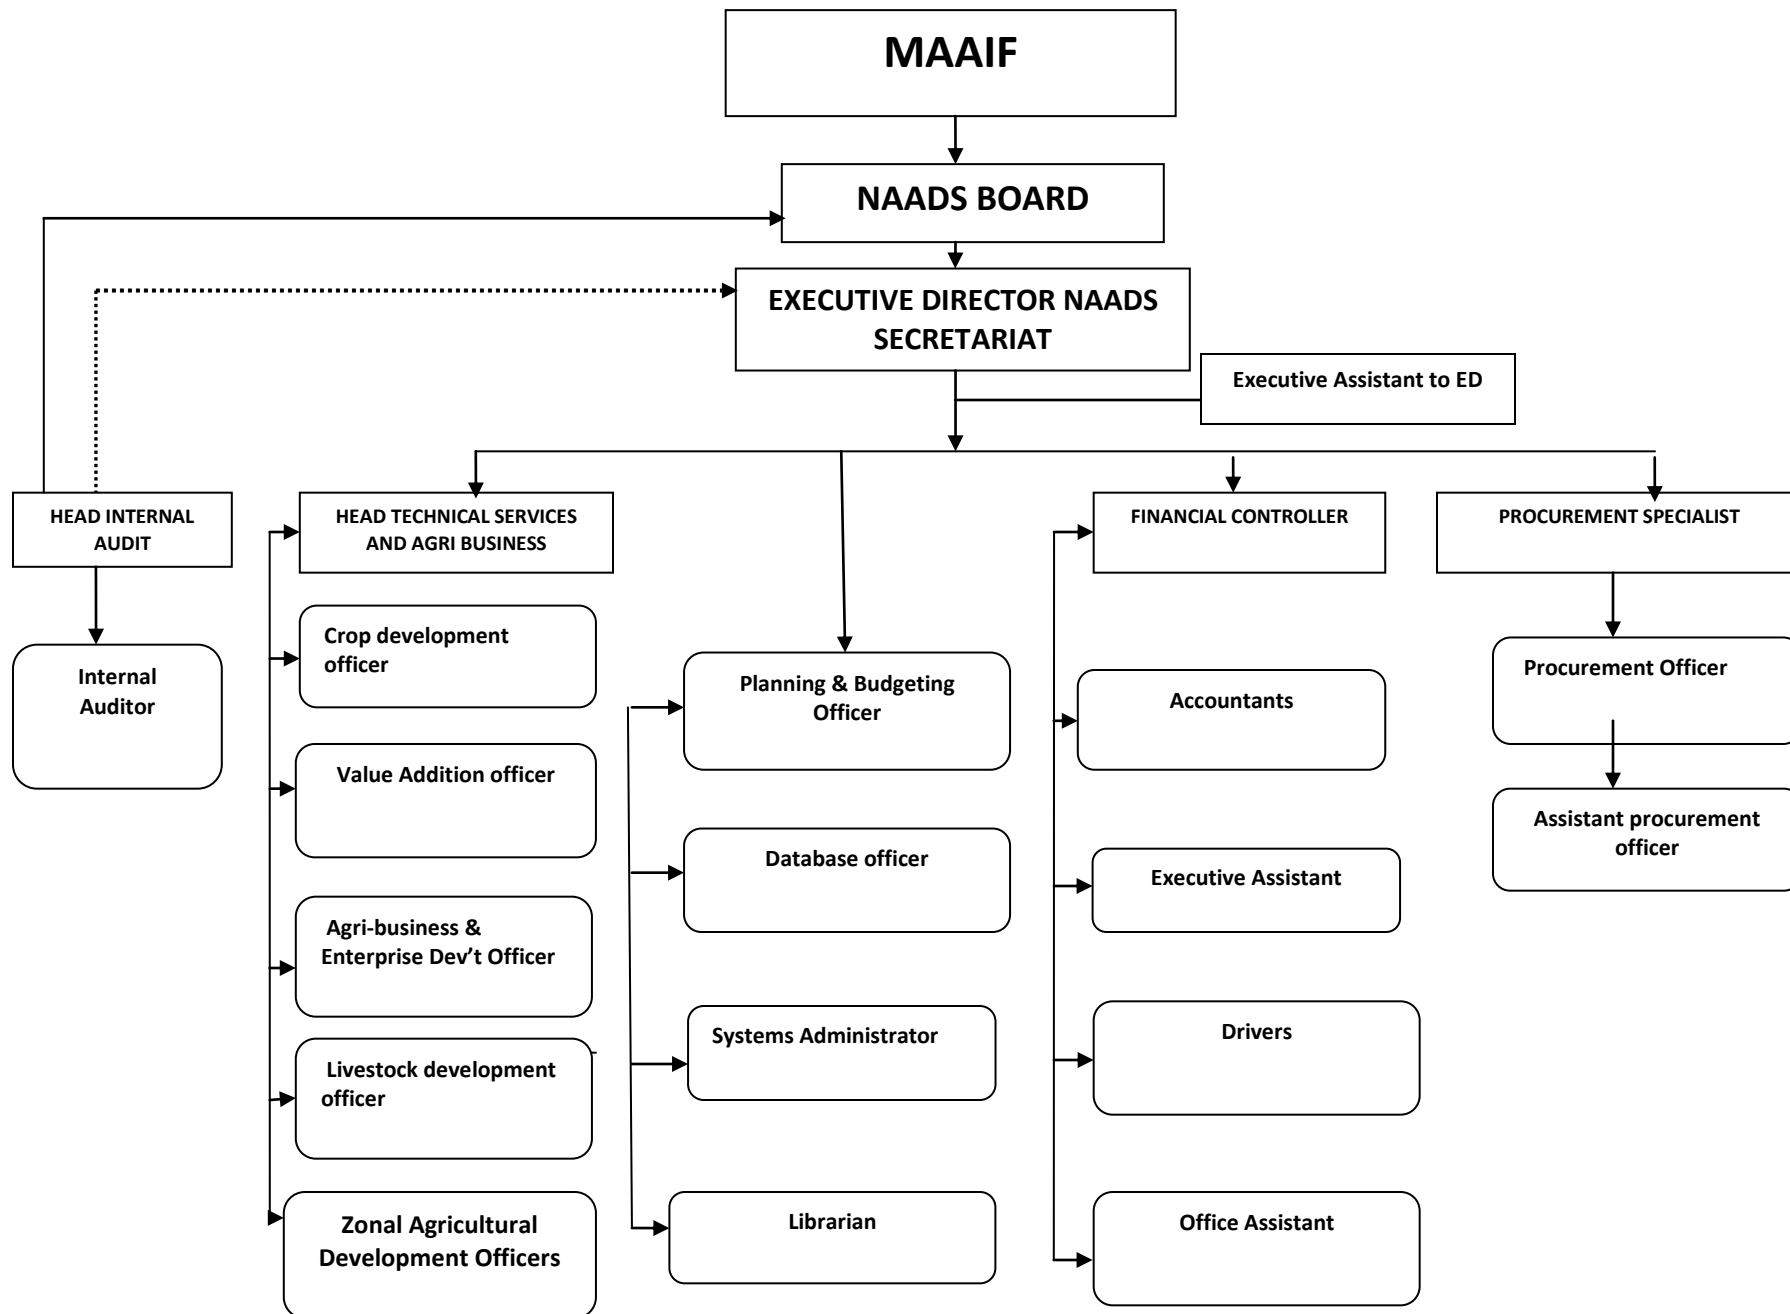 MAAIF
NAADS BOARD
EXECUTIVE DIRECTOR NAADS
SECRETARIAT
Executive Assistant to ED
HEAD INTERNAL
AUDIT
HEAD TECHNICAL SERVICES
AND AGRI BUSINESS
FINANCIAL CONTROLLER
PROCUREMENT SPECIALIST
Internal
Auditor
Crop development
officer
Value Addition officer
Agri-business &
Enterprise Dev’t Officer
Livestock development
officer
Zonal Agricultural
Development Officers
Planning & Budgeting
Officer
Database officer
Systems Administrator
Librarian
Accountants
Executive Assistant
Drivers
Office Assistant
Procurement Officer
Assistant procurement
officer